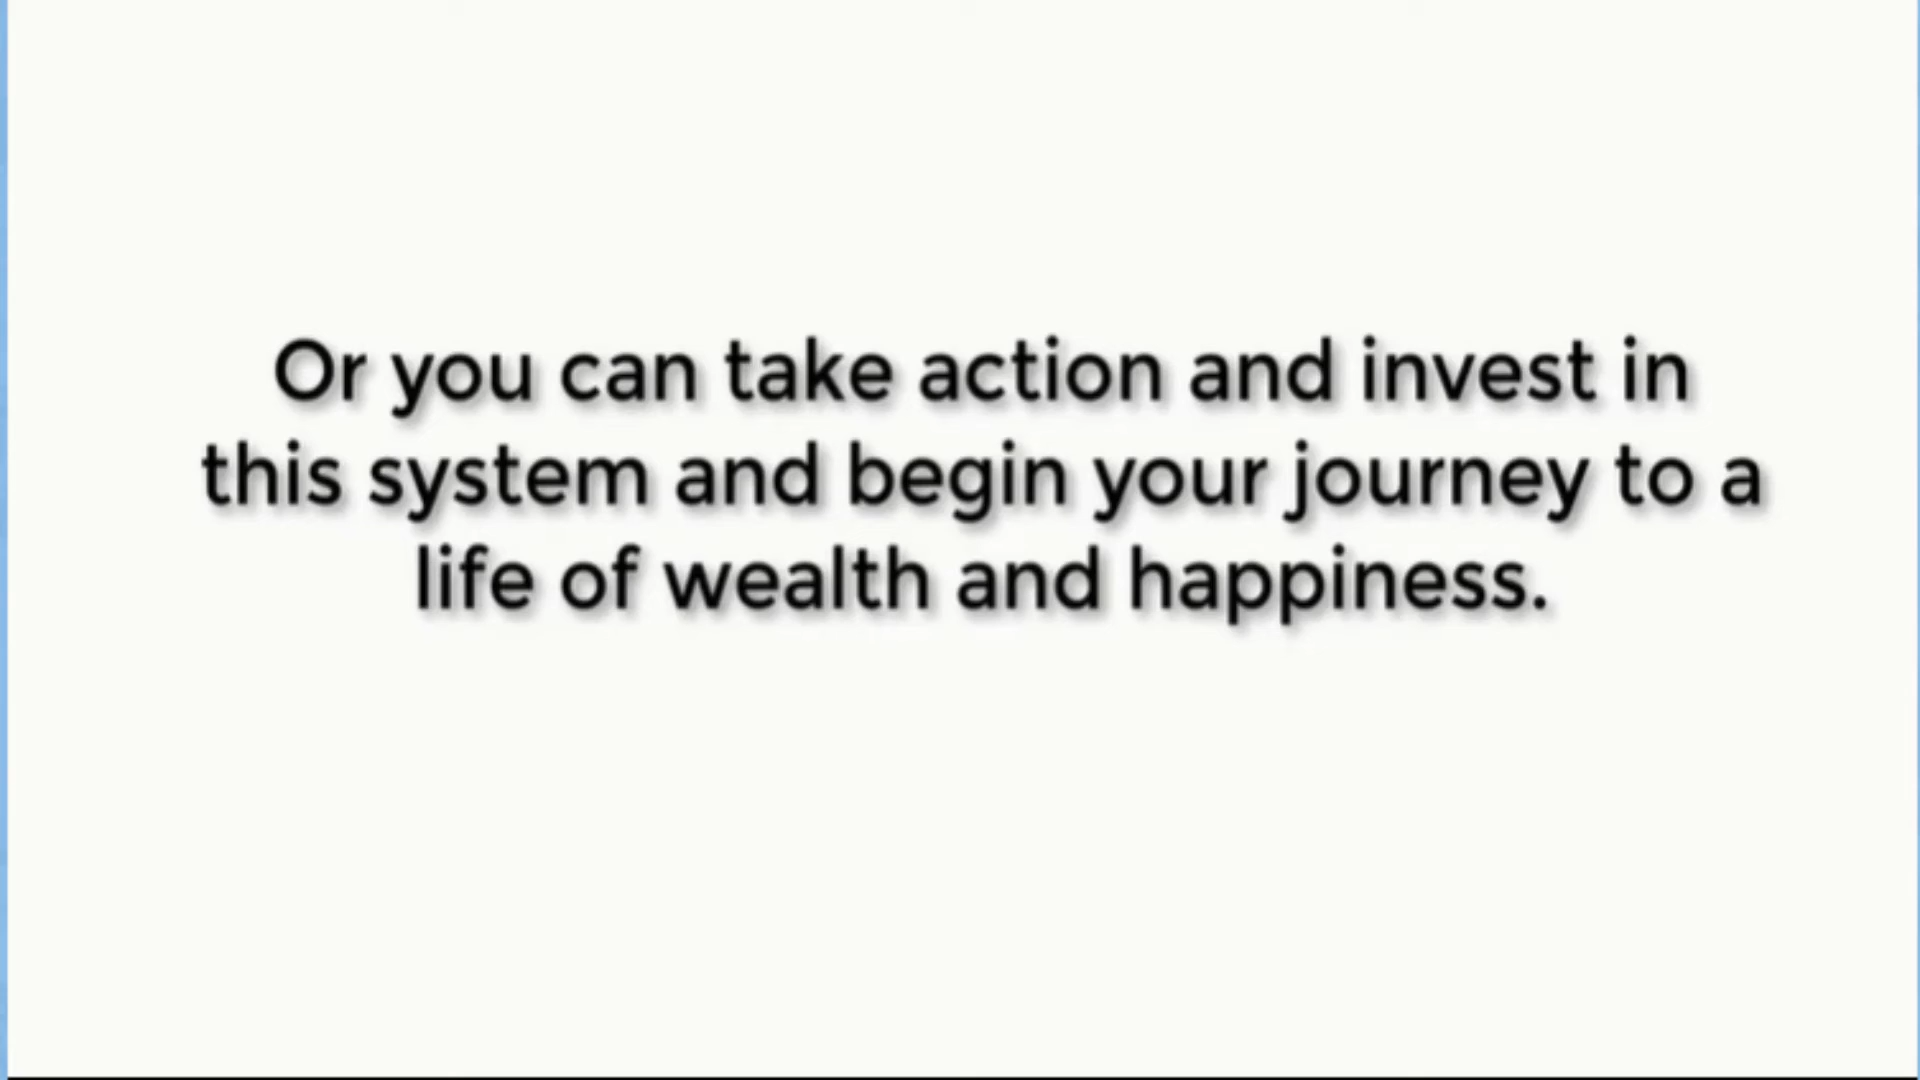 Or you can take action and invest in
this system and begin your journey to a
life of wealth and happiness.